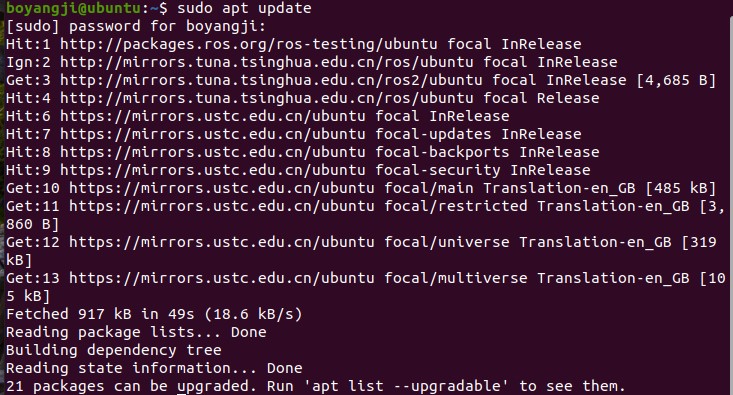 boyangji@ubuntu:~$ sudo apt update
[sudo] password for boyangji:
Hit:1 http://packages.ros.org/ros-testing/ubuntu focal InRelease
Ign:2 http://mirrors.tuna.tsinghua.edu.cn/ros/ubuntu focal InRelease
Get:3 http://mirrors.tuna.tsinghua.edu.cn/ros2/ubuntu focal InRelease [4,685 B]
Hit:4 http://mirrors.tuna.tsinghua.edu.cn/ros/ubuntu focal Release
Hit:6 https://mirrors.ustc.edu.cn/ubuntu focal InRelease
Hit:7 https://mirrors.ustc.edu.cn/ubuntu focal-updates InRelease
Hit:8 https://mirrors.ustc.edu.cn/ubuntu focal-backports InRelease
Hit:9 https://mirrors.ustc.edu.cn/ubuntu focal-security InRelease
Get:10 https://mirrors.ustc.edu.cn/ubuntu focal/main Translation-en_GB [485 kB]
Get:11 https://mirrors.ustc.edu.cn/ubuntu focal/restricted Translation-en_GB [3,
860 B]
Get:12 https://mirrors.ustc.edu.cn/ubuntu focal/universe Translation-en_GB [319
kB]
Get:13 https://mirrors.ustc.edu.cn/ubuntu focal/multiverse Translation-en_GB [10
5 kB]
Fetched 917 kB in 49s (18.6 kB/s)
Reading package lists... Done
Building dependency tree
Reading state information... Done
21 packages can be upgraded. Run 'apt list --upgradable' to see them.